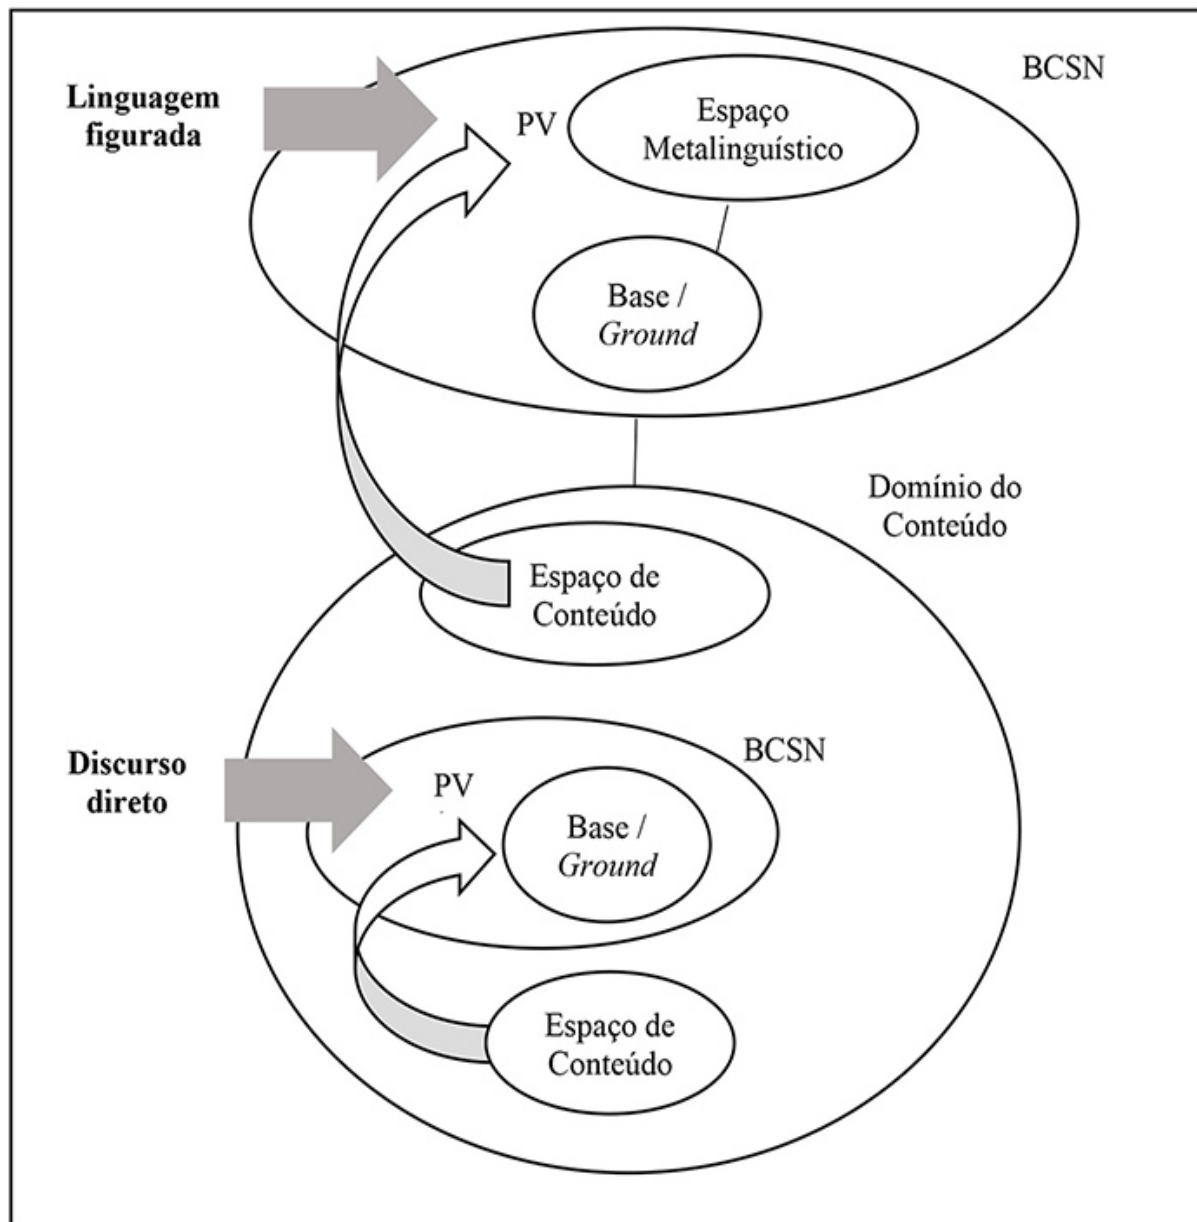 BCSN
Linguagem
figurada
PV
Espaço
Metalinguístico
Base /
Ground
Domínio do
Conteúdo
Espaço de
Conteúdo
BCSN
Discurso
direto
PV
Base /
Ground
Espaço de
Conteúdo